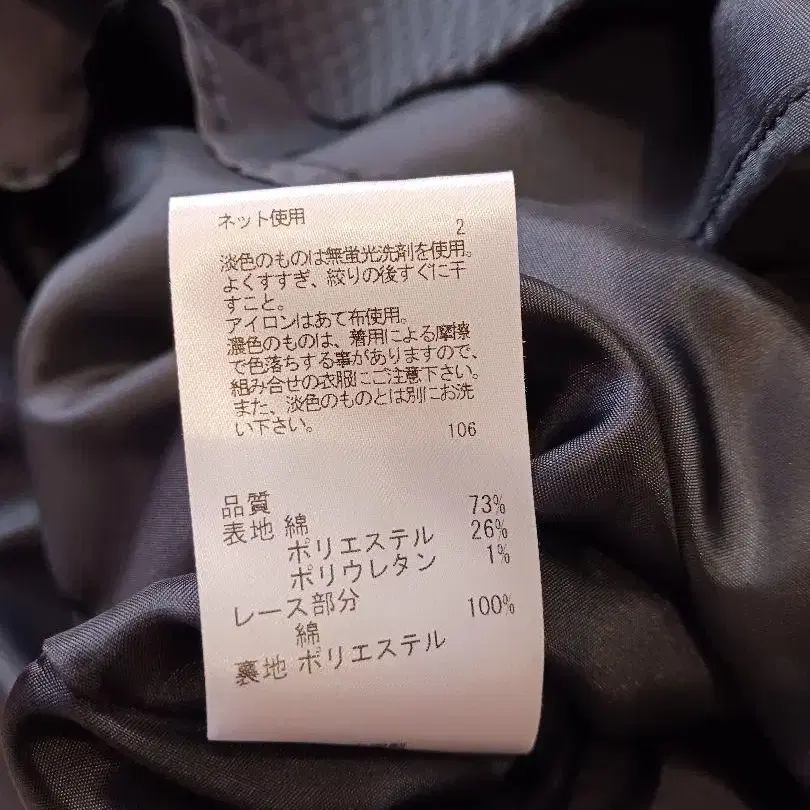 ネット使用
2
淡色のものは無蛍光洗剤を使用。
よくすすぎ、絞りの後すぐに干
すこと。
アイロンはあて布使用。
濃色のものは、着用による摩擦
で色落ちする事がありますので、
組み合せの衣服にご注意下さい。
また、淡色のものとは別にお洗
い下さい。
106
品質
表地 綿 73%
ポリエステル 26%
ポリウレタン 1%
レース部分
綿 100%
裏地 ポリエステル